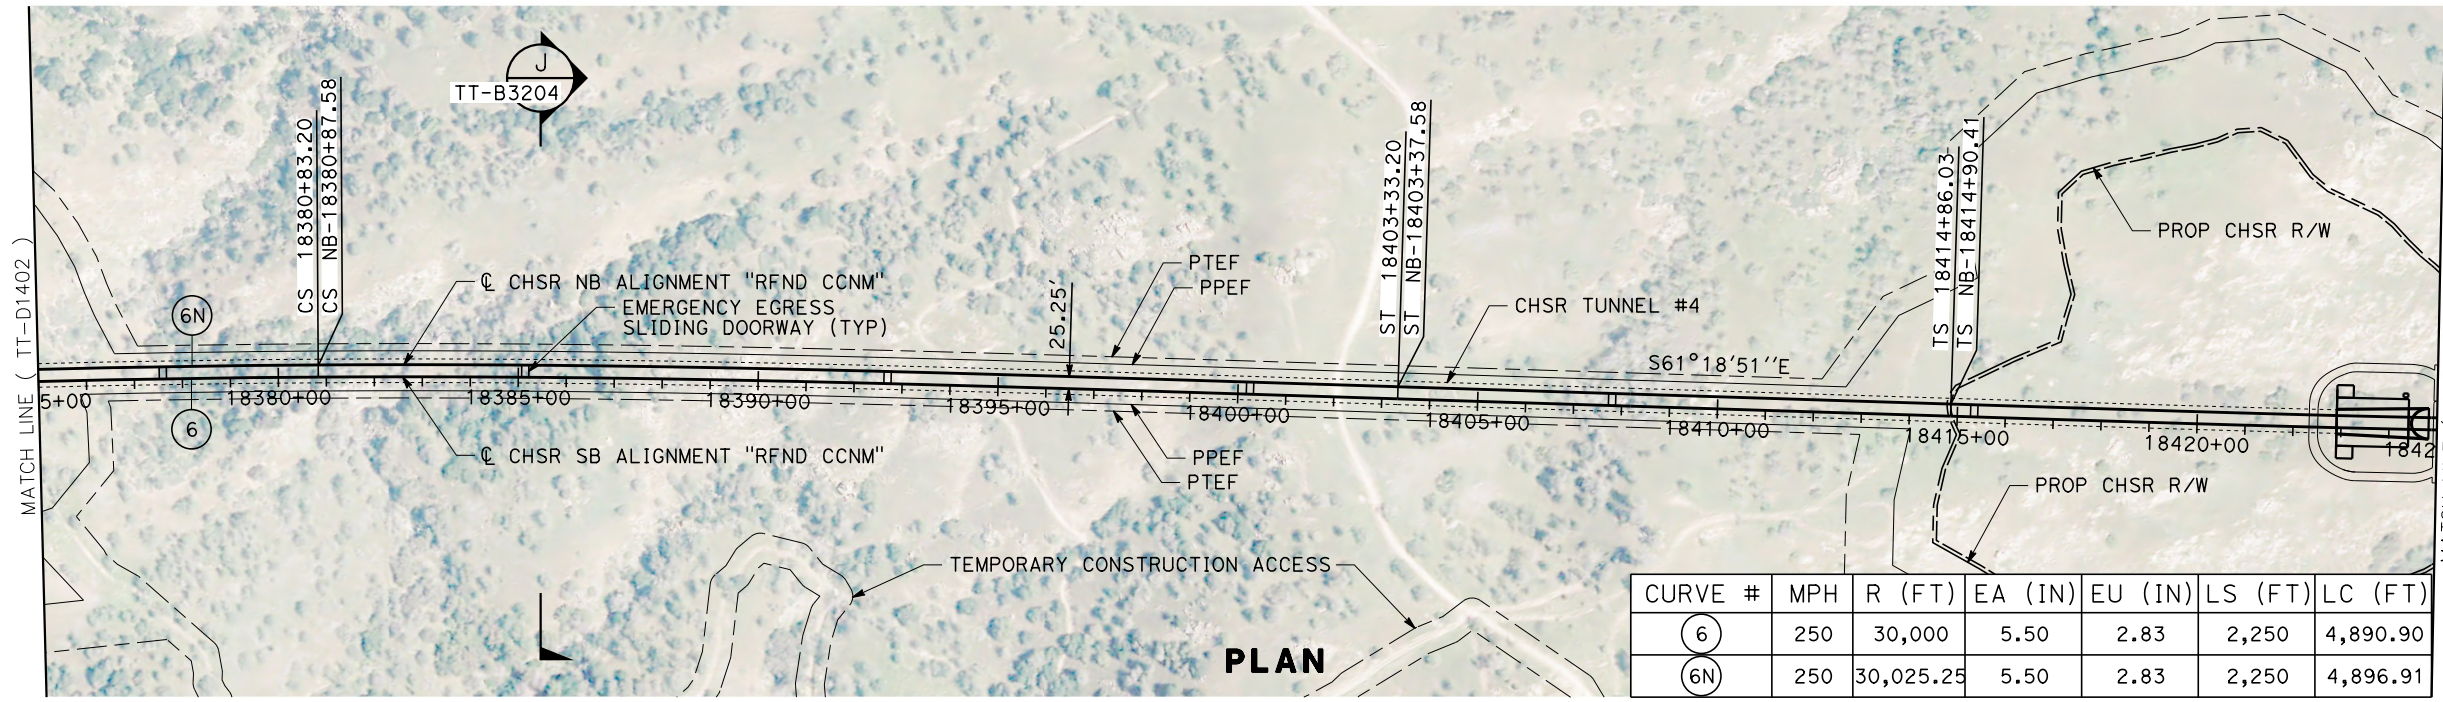 J
TT-B3204
MATCH LINE ( TT-D1402 )
CS 18380+83.20
CS NB-18380+87.58
ST 18403+33.20
ST NB-18403+37.58
TS 18414+86.03
TS NB-18414+90.41
6N
6
℄ CHSR NB ALIGNMENT "RFND CCNM"
EMERGENCY EGRESS
SLIDING DOORWAY (TYP)
25.25'
PTEF
PPEF
CHSR TUNNEL #4
S61°18'51''E
PROP CHSR R/W
5+00
18380+00
18385+00
18390+00
18395+00
18400+00
18405+00
18410+00
18415+00
18420+00
1842
℄ CHSR SB ALIGNMENT "RFND CCNM"
PPEF
PTEF
PROP CHSR R/W
TEMPORARY CONSTRUCTION ACCESS
PLAN
CURVE # MPH R (FT) EA (IN) EU (IN) LS (FT) LC (FT)
6 250 30,000 5.50 2.83 2,250 4,890.90
6N 250 30,025.25 5.50 2.83 2,250 4,896.91